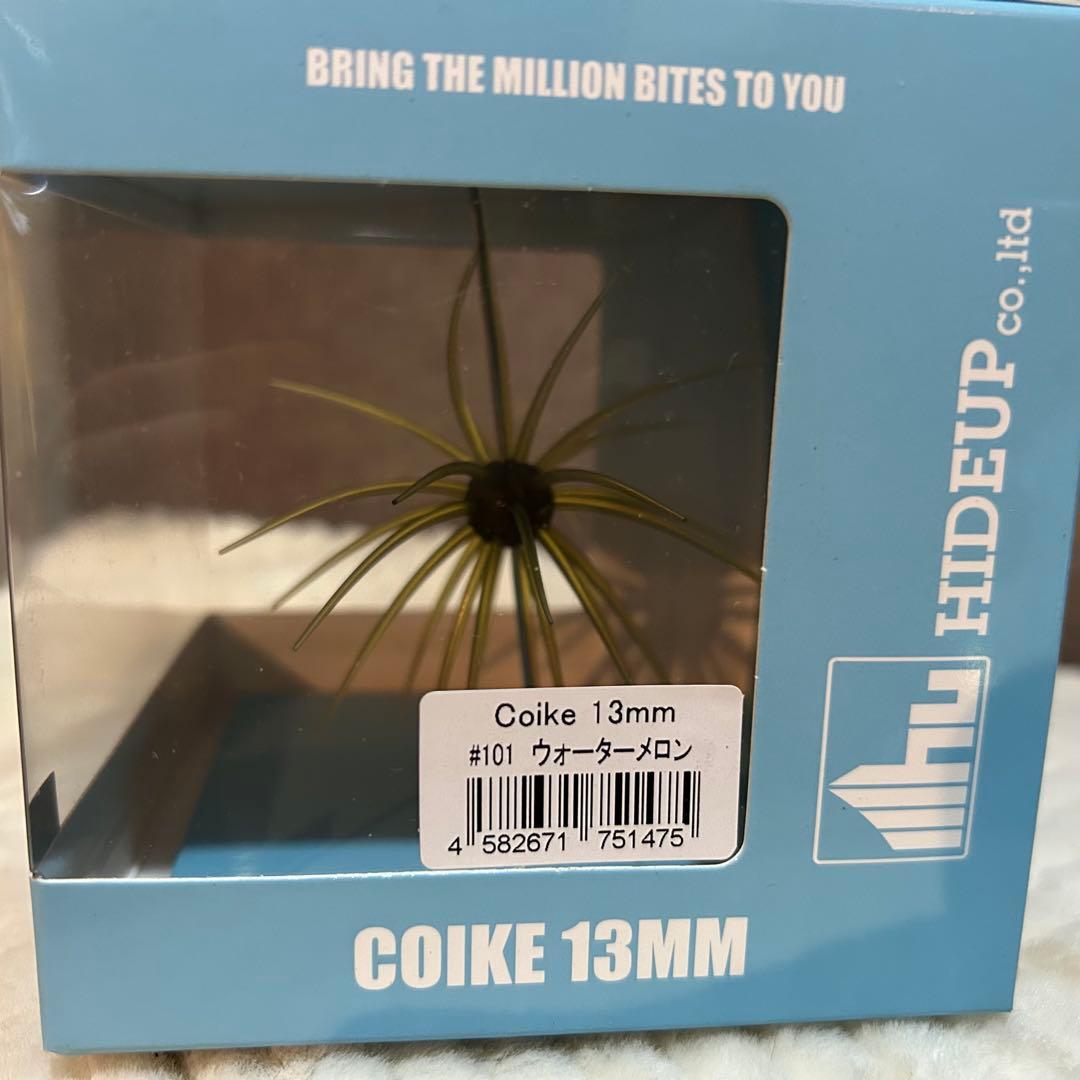 BRING THE MILLION BITES TO YOU
HIDEUP co.,ltd
hu
Coike 13mm
#101 ウォーターメロン
4 582671 751475
COIKE 13MM